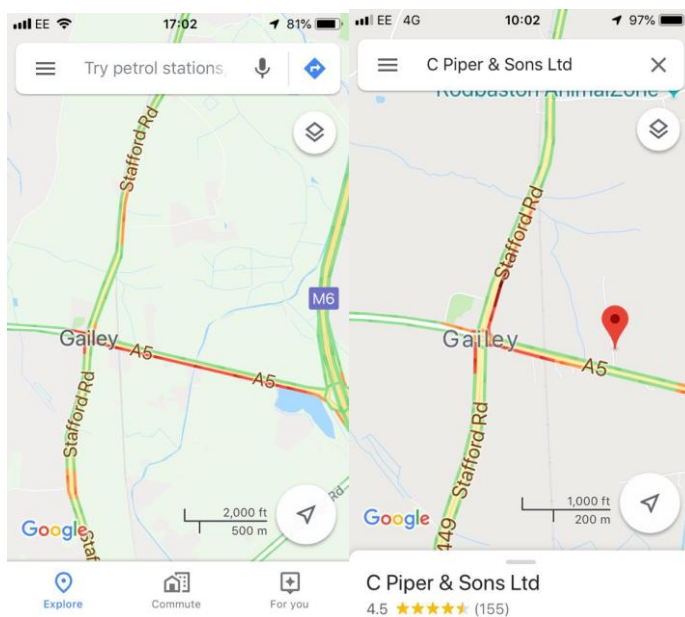 EE 17:02 81%
Try petrol stations,
Stafford Rd
M6
Gailey
A5
A5
Stafford Rd
2,000 ft
500 m
Rd
Google
Staf
Explore Commute For you
EE 4G 10:02 97%
C Piper & Sons Ltd
Rodbaston AnimalZone
Stafford Rd
Gailey
A5
Stafford Rd
1,000 ft
200 m
Google
449
C Piper & Sons Ltd
4.5 (155)